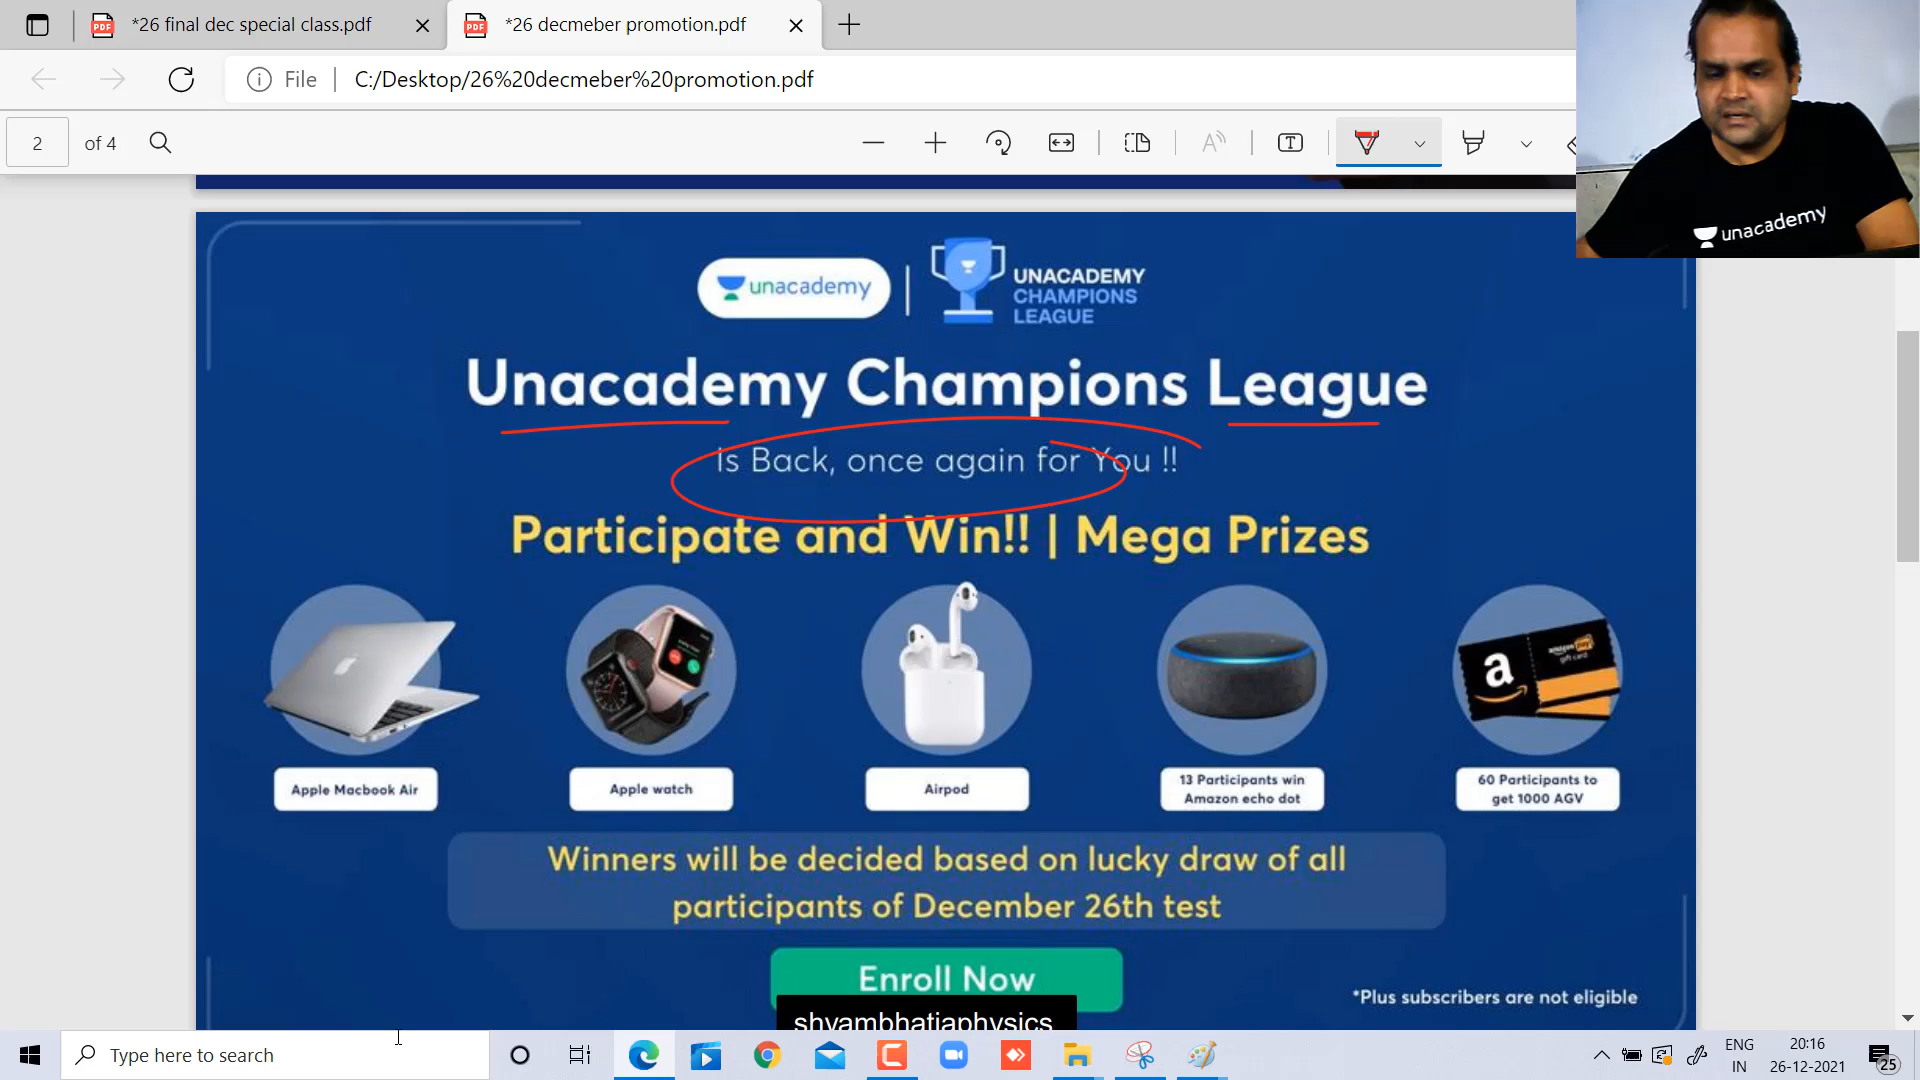 *26 final dec special class.pdf
*26 decmeber promotion.pdf
File
C:/Desktop/26%20decmeber%20promotion.pdf
2 of 4
unacademy
unacademy
UNACADEMY
CHAMPIONS
LEAGUE
Unacademy Champions League
Is Back, once again for You !!
Participate and Win!! | Mega Prizes
a
amazon pay
gift card
Apple Macbook Air
Apple watch
Airpod
13 Participants win
Amazon echo dot
60 Participants to
get 1000 AGV
Winners will be decided based on lucky draw of all
participants of December 26th test
Enroll Now
*Plus subscribers are not eligible
shyambhatiaphysics
Type here to search
ENG
IN
20:16
26-12-2021
25